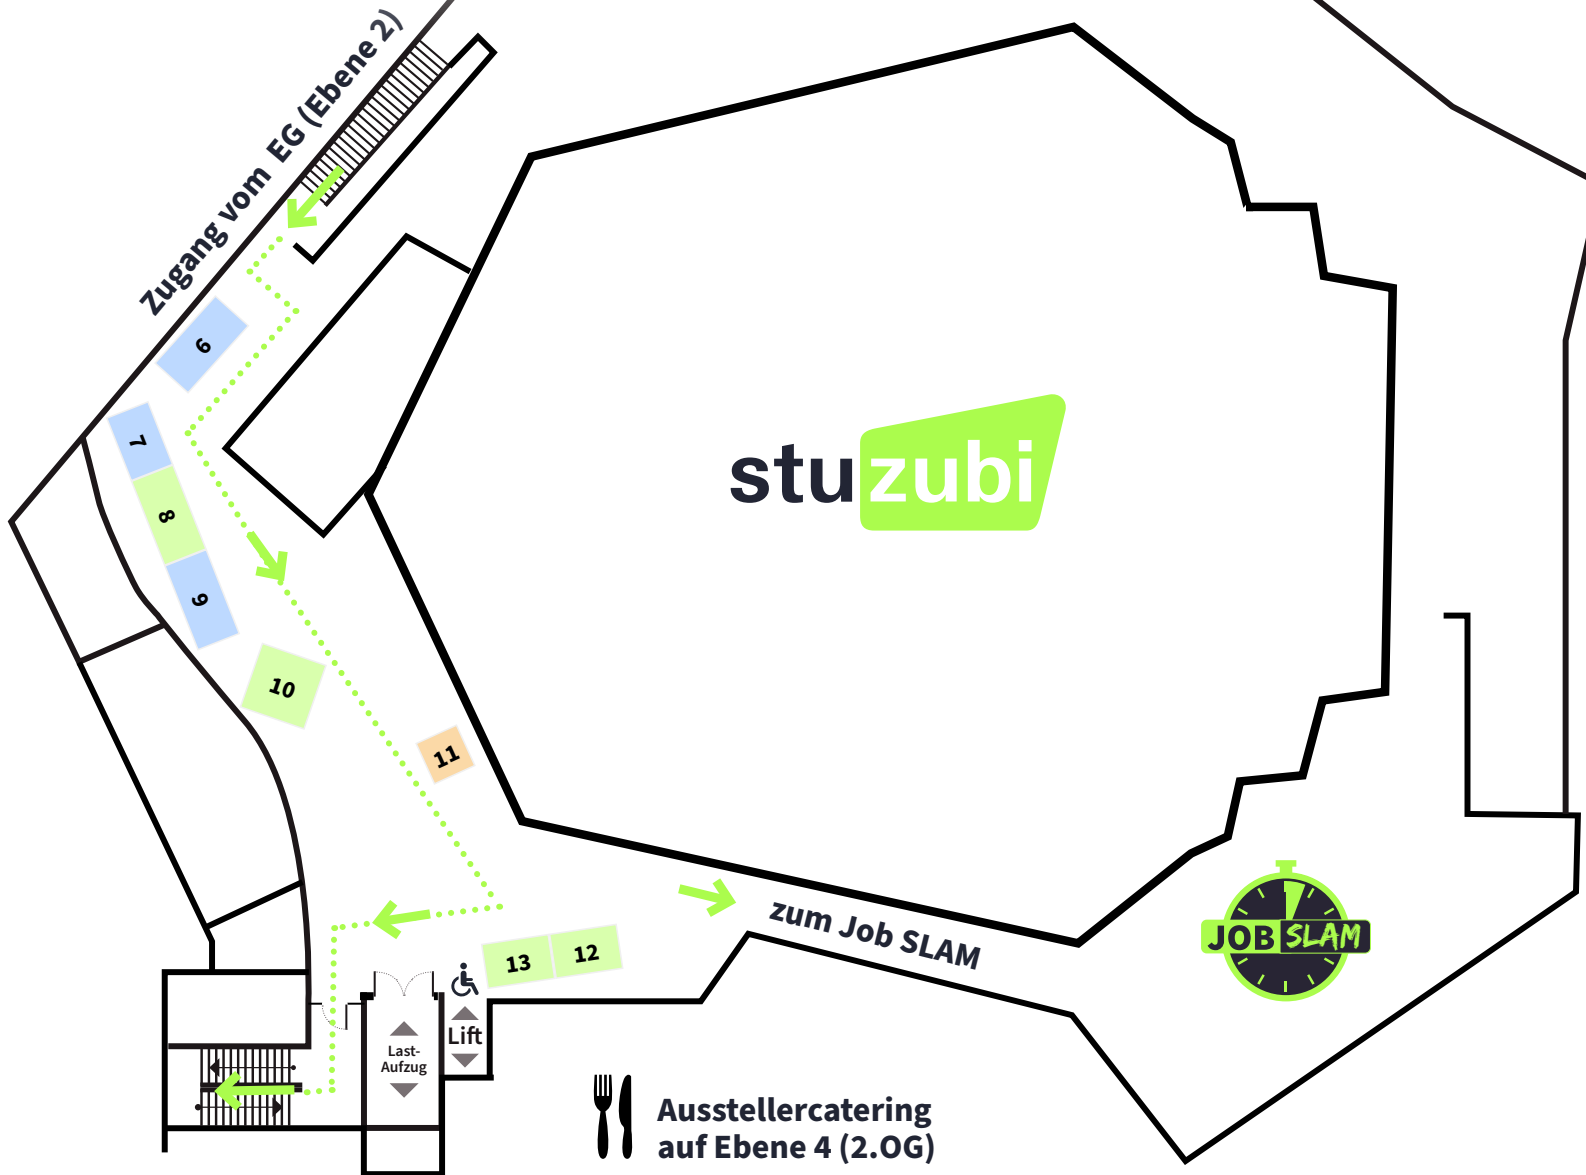 Zugang vom EG (Ebene 2)
6
7
8
9
10
11
stuzubi
zum Job SLAM
JOB SLAM
13
12
Lift
Last-
Aufzug
Ausstellercatering
auf Ebene 4 (2.OG)